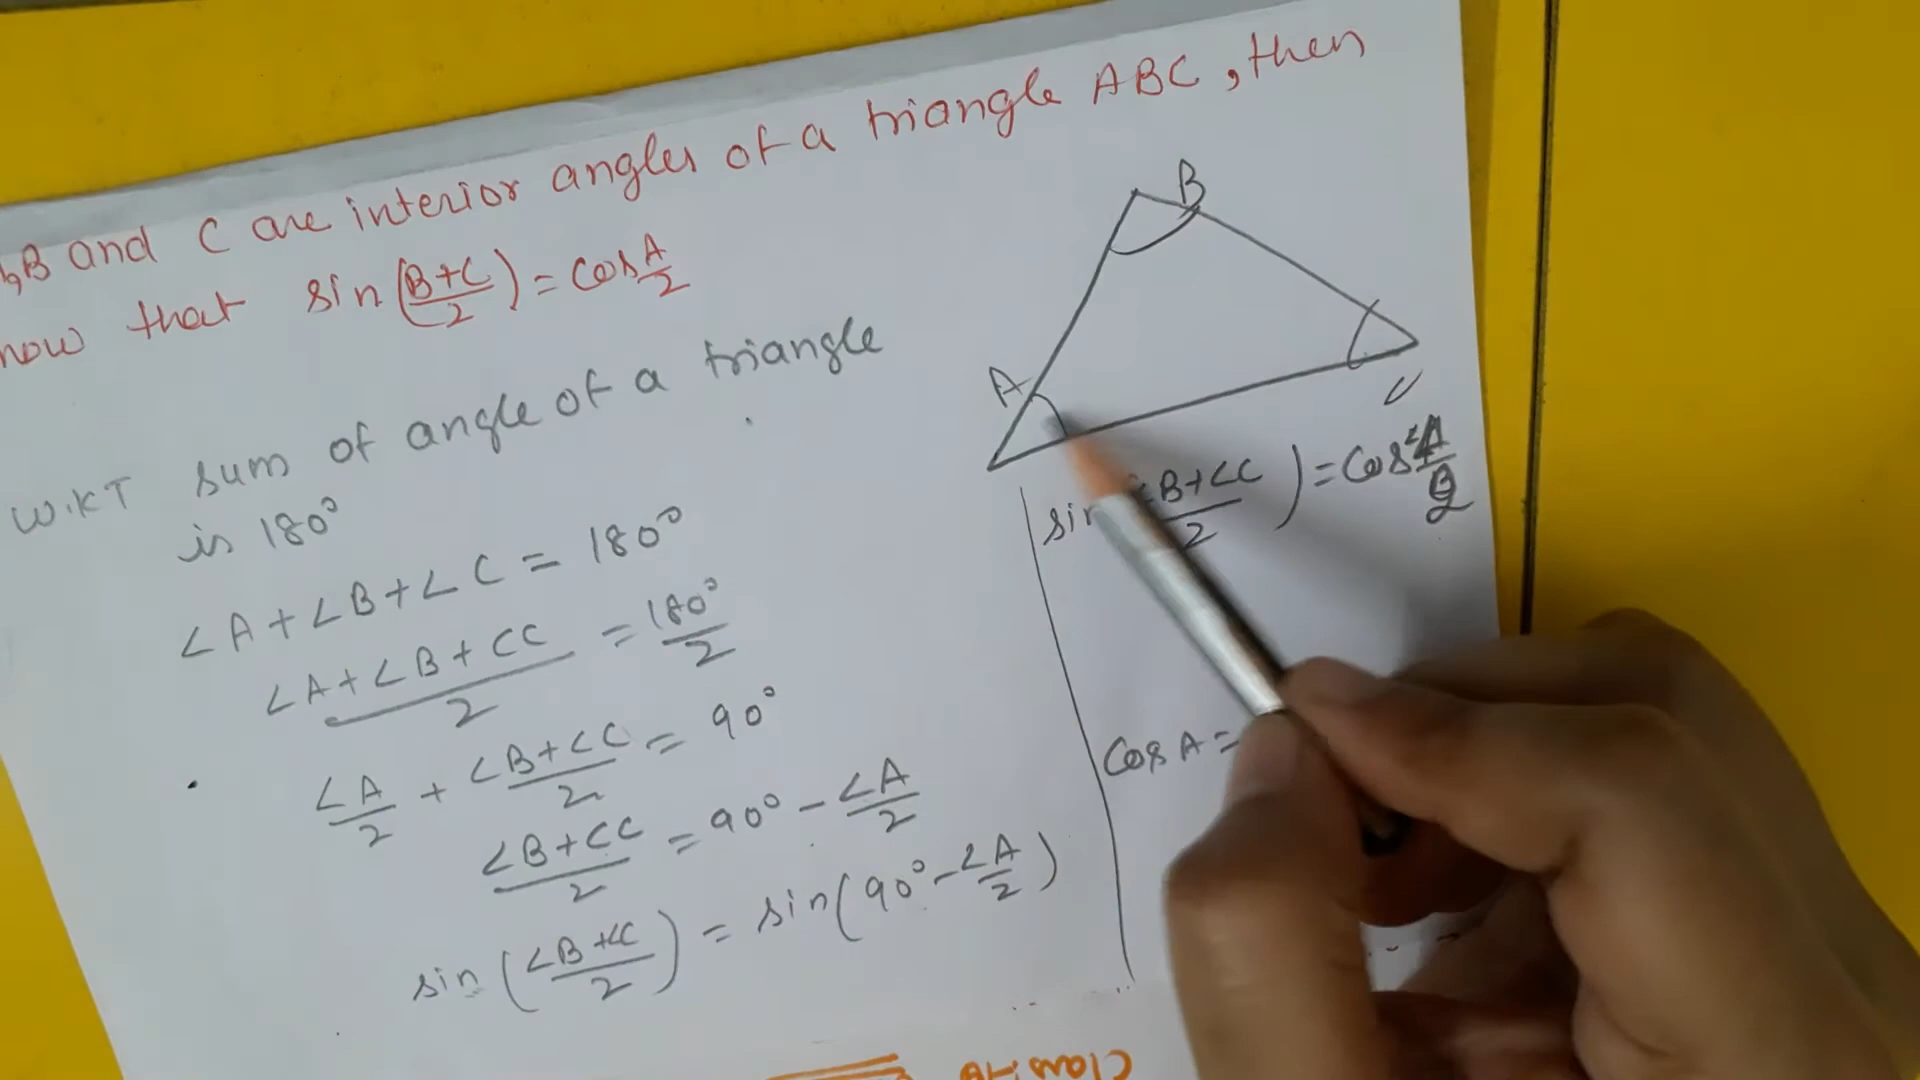 B and C are interior angles of a triangle ABC, then
that sin(B+C/2) = cos A/2
W.K.T sum of angle of a triangle
is 180°
∠A+∠B+∠C = 180°
∠A+∠B+∠C/2 = 180°/2
∠A/2 + ∠B+∠C/2 = 90°
∠B+∠C/2 = 90° - ∠A/2
sin(∠B+∠C/2) = sin(90° - ∠A/2)
B
A
C
B+∠C/2) = cos ∠A/2
Cos A =